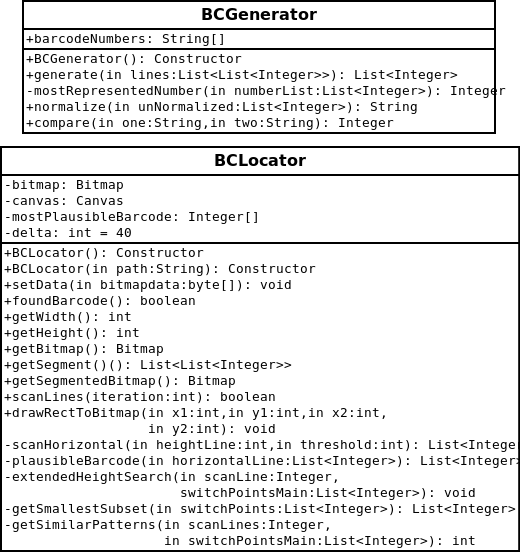 BCGenerator
+barcodeNumbers: String[]
+BCGenerator(): Constructor
+generate(in lines:List<List<Integer>>): List<Integer>
-mostRepresentedNumber(in numberList:List<Integer>): Integer
+normalize(in unNormalized:List<Integer>): String
+compare(in one:String,in two:String): Integer
BCLocator
-bitmap: Bitmap
-canvas: Canvas
-mostPlausibleBarcode: Integer[]
-delta: int = 40
+BCLocator(): Constructor
+BCLocator(in path:String): Constructor
+setData(in bitmapdata:byte[]): void
+foundBarcode(): boolean
+getWidth(): int
+getHeight(): int
+getBitmap(): Bitmap
+getSegment()(): List<List<Integer>>
+getSegmentedBitmap(): Bitmap
+scanLines(iteration:int): boolean
+drawRectToBitmap(in x1:int,in y1:int,in x2:int,
in y2:int): void
-scanHorizontal(in heightLine:int,in threshold:int): List<Intege
-plausibleBarcode(in horizontalLine:List<Integer>): List<Integer>
-extendedHeightSearch(in scanLine:Integer,
switchPointsMain:List<Integer>): void
-getSmallestSubset(in switchPoints:List<Integer>): List<Integer>
-getSimilarPatterns(in scanLines:Integer,
in switchPointsMain:List<Integer>): int